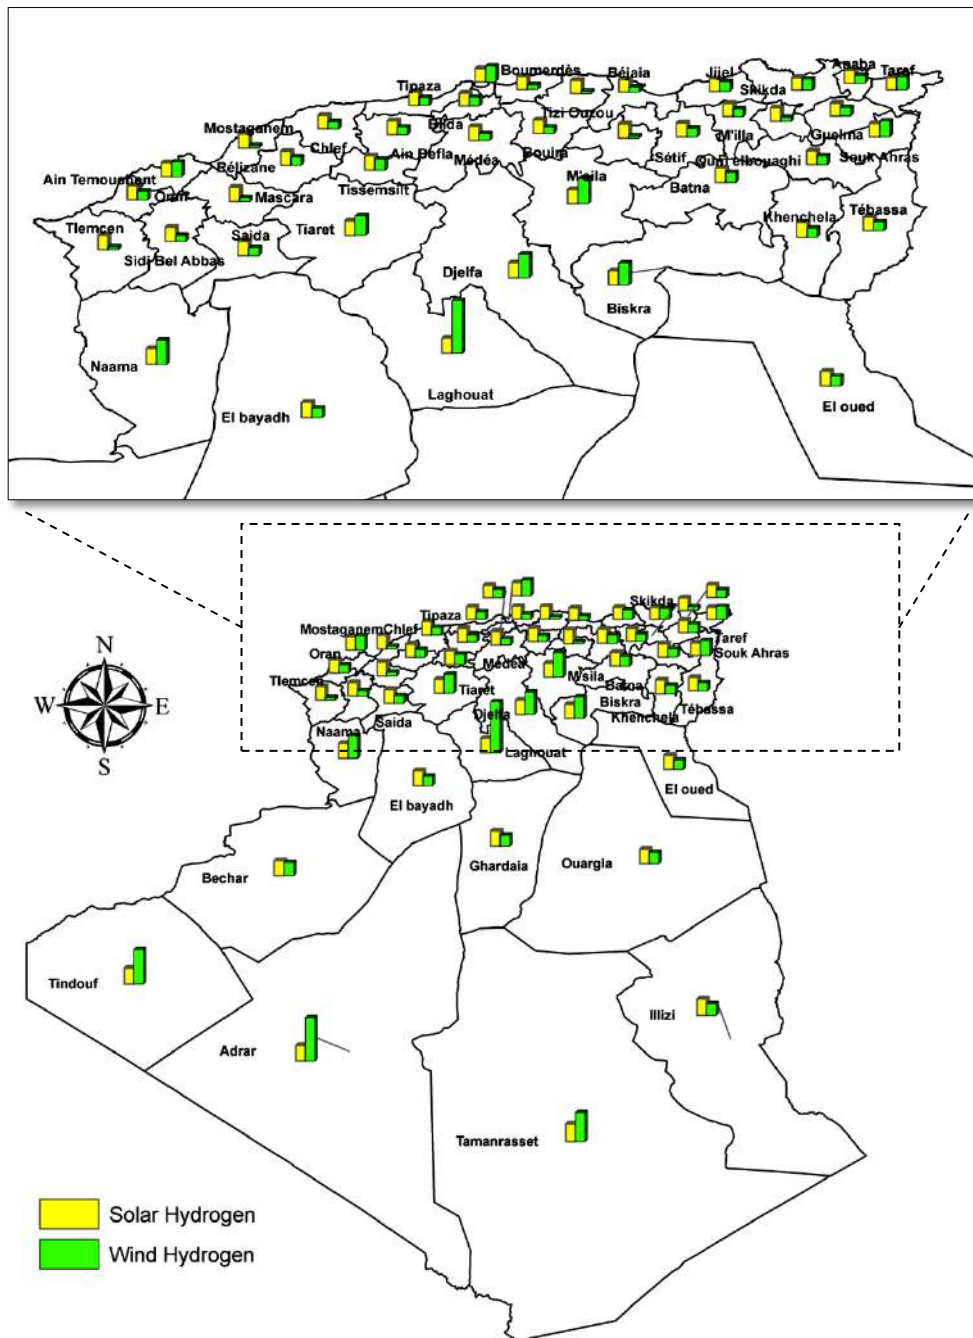 Boumerdès
Béjaia
Jijel
Anaba
Taref
Tipaza
Skikda
Mostaganem
Chlef
Blida
Tizi Ouzou
M'illa
Guelma
Rélizane
Ain Defla
Médéa
Bouira
Sétif
Oum elbouaghi
Souk Ahras
Ain Temouchent
Oran
Mascara
Tissemsilt
M'sila
Batna
Tlemcen
Sidi Bel Abbas
Saida
Tiaret
Khenchela
Tébassa
Djelfa
Biskra
Naama
Laghouat
El bayadh
El oued
Tipaza
Skikda
Mostaganem
Chlef
Taref
Oran
Médéa
Souk Ahras
Tlemcen
Tiaret
M'sila
Batna
Biskra
Tébassa
Saida
Djelfa
Khenchela
Naama
Laghouat
El bayadh
El oued
N
W
E
S
Bechar
Ghardaia
Ouargla
Tindouf
Illizi
Adrar
Tamanrasset
Solar Hydrogen
Wind Hydrogen